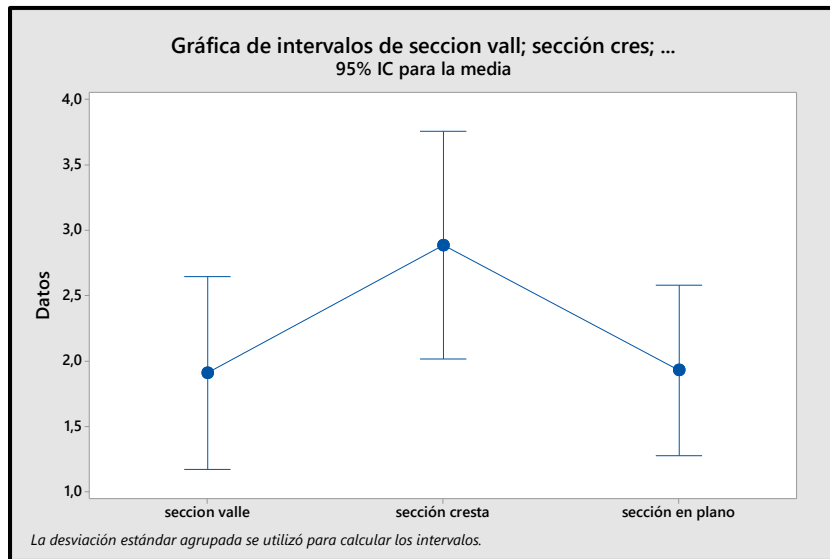 Gráfica de intervalos de seccion vall; sección cres; ...
95% IC para la media
4,0
3,5
3,0
2,5
2,0
1,5
1,0
Datos
seccion valle
sección cresta
sección en plano
La desviación estándar agrupada se utilizó para calcular los intervalos.